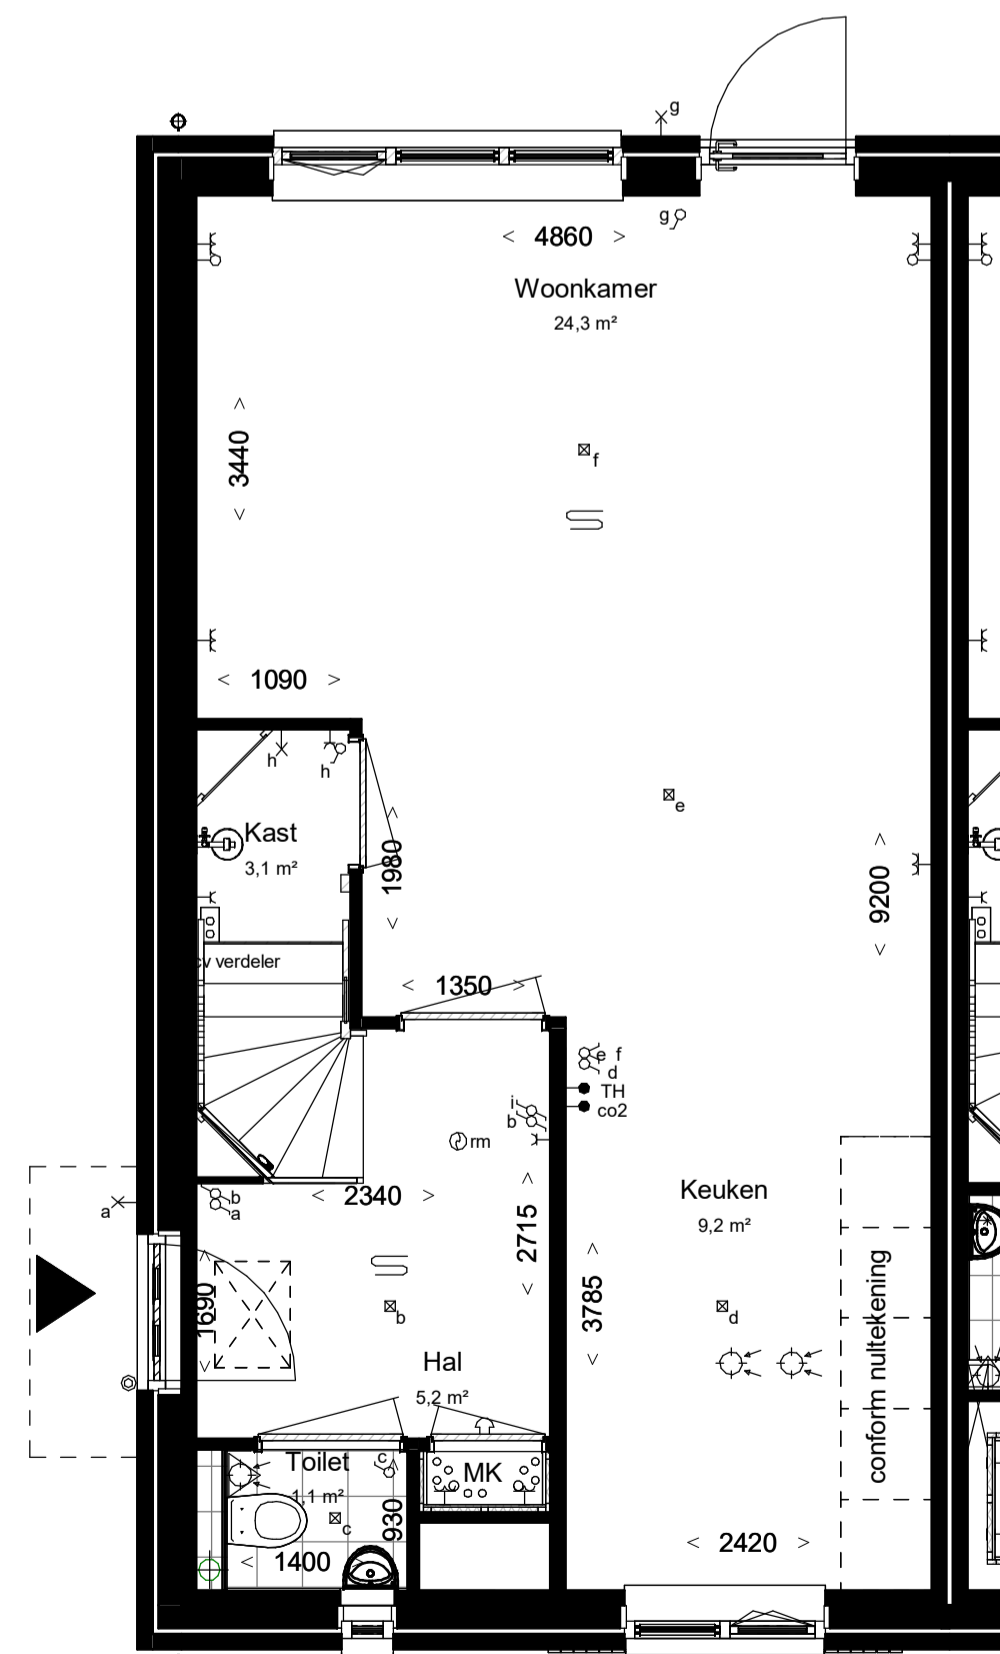 g
g
4860
Woonkamer
24,3 m²
3440
f
1090
h
h
e
Kast
3,1 m²
1980
9200
cv verdeler
1350
e f
d
TH
co2
i
b
rm
b
a
a
2340
2715
Keuken
9,2 m²
1690
3785
conform nultekening
b
d
Hal
5,2 m²
Toilet
1,1 m²
c
MK
c
930
1400
2420